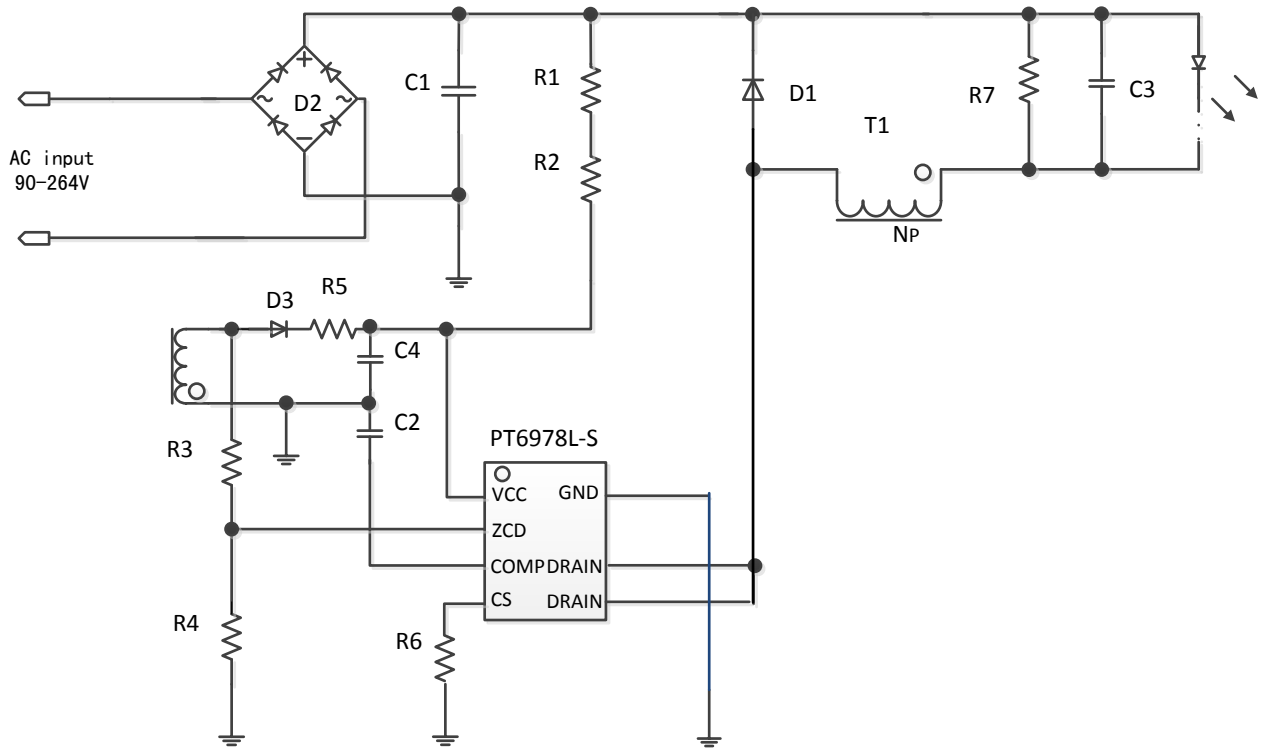 C1
R1
D1
R7
C3
D2
T1
AC input
90-264V
R2
NP
D3
R5
C4
C2
R3
PT6978L-S
VCC
GND
ZCD
COMP
DRAIN
CS
DRAIN
R4
R6